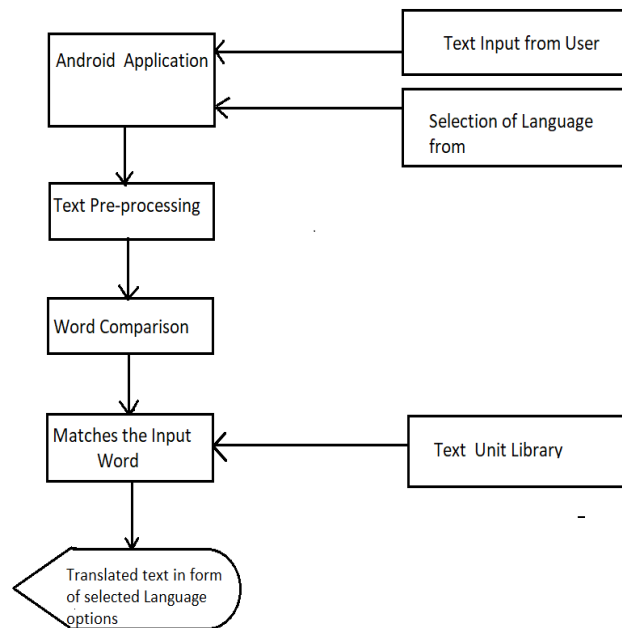 Text Input from User
Android Application
Selection of Language
from
Text Pre-processing
Word Comparison
Matches the Input
Word
Text Unit Library
Translated text in form
of selected Language
options